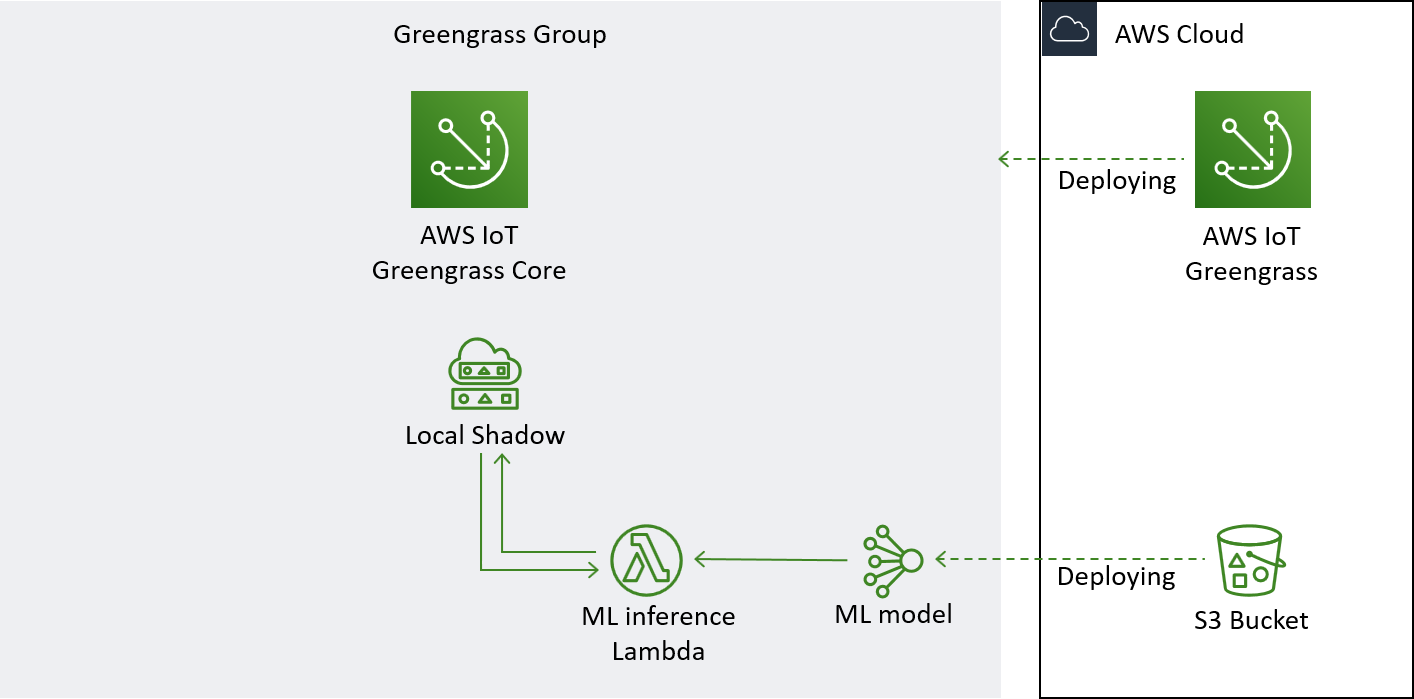 Greengrass Group
AWS Cloud
AWS IoT
Greengrass Core
Deploying
AWS IoT
Greengrass
Local Shadow
ML inference
Lambda
ML model
Deploying
S3 Bucket